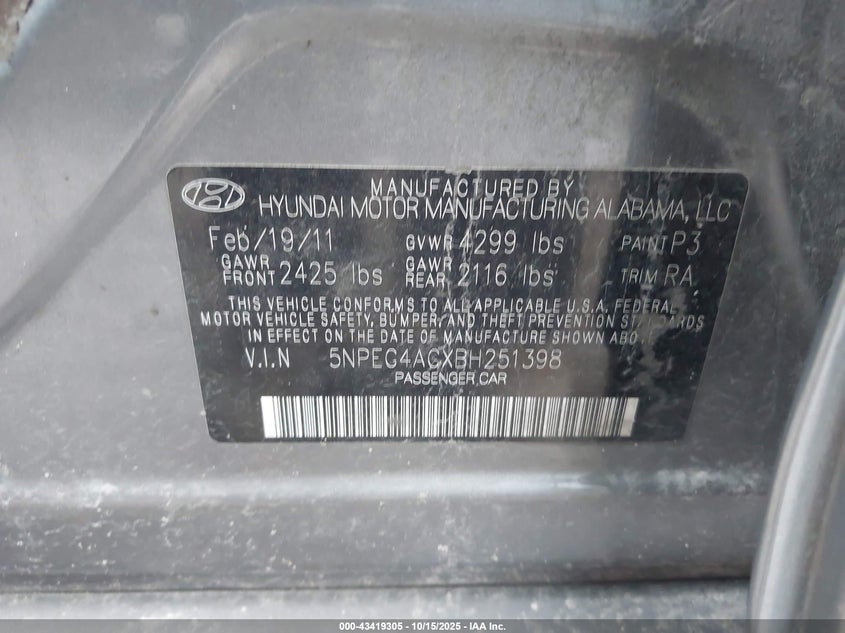 MANUFACTURED BY
HYUNDAI MOTOR MANUFACTURING ALABAMA, LLC
Feb/19/11 GVWR 4299 lbs PAINT P3
GAWR FRONT 2425 lbs GAWR REAR 2116 lbs TRIM RA
THIS VEHICLE CONFORMS TO ALL APPLICABLE U.S.A. FEDERAL
MOTOR VEHICLE SAFETY, BUMPER, AND THEFT PREVENTION STANDARDS
IN EFFECT ON THE DATE OF MANUFACTURE SHOWN ABOVE.
V.I.N 5NPEC4ACXBH251398
PASSENGER CAR
000-43419305 - 10/15/2025 - IAA Inc.